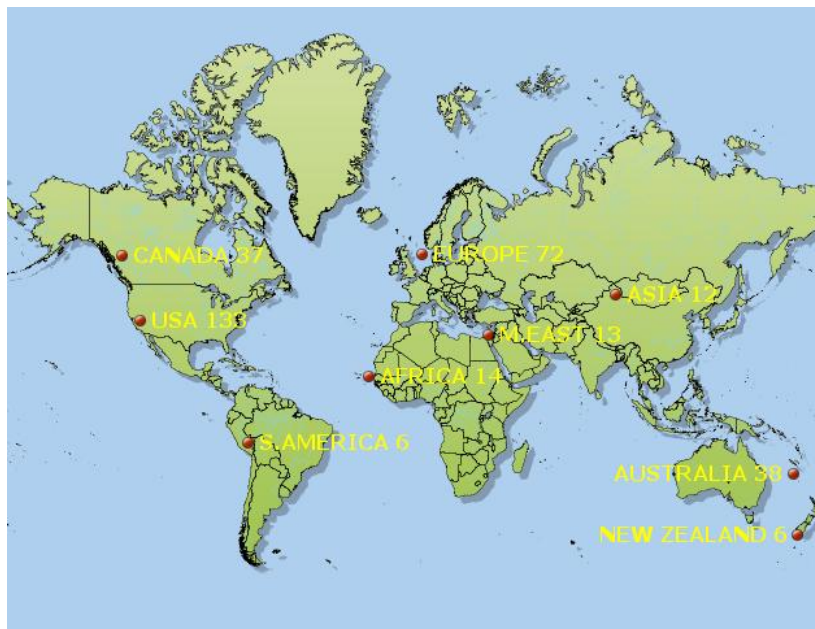 CANADA 37
EUROPE 72
ASIA 12
USA 133
M.EAST 13
AFRICA 14
S.AMERICA 6
AUSTRALIA 38
NEW ZEALAND 6